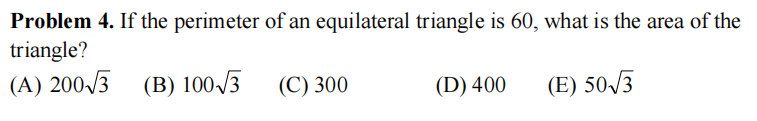 Problem 4. If the perimeter of an equilateral triangle is 60, what is the area of the
triangle?
(A) 200√3 (B) 100√3 (C) 300 (D) 400 (E) 50√3